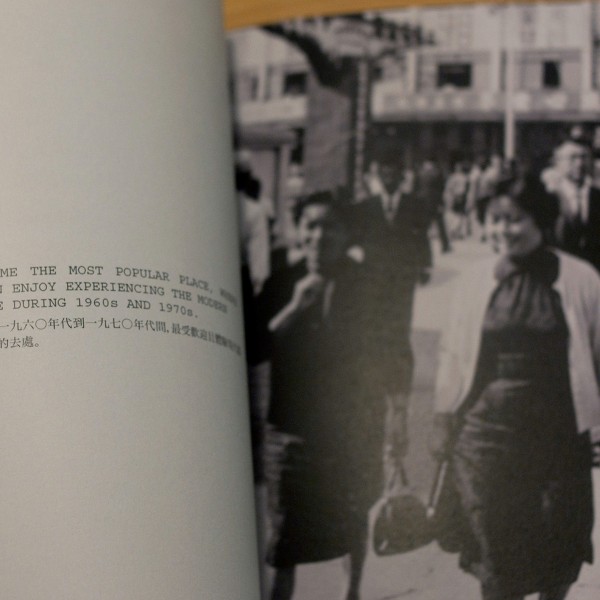 ME THE MOST POPULAR PLACE,
ENJOY EXPERIENCING THE MODERN
E DURING 1960s AND 1970s.
一九六〇年代到一九七〇年代間,最受歡迎
的去處。